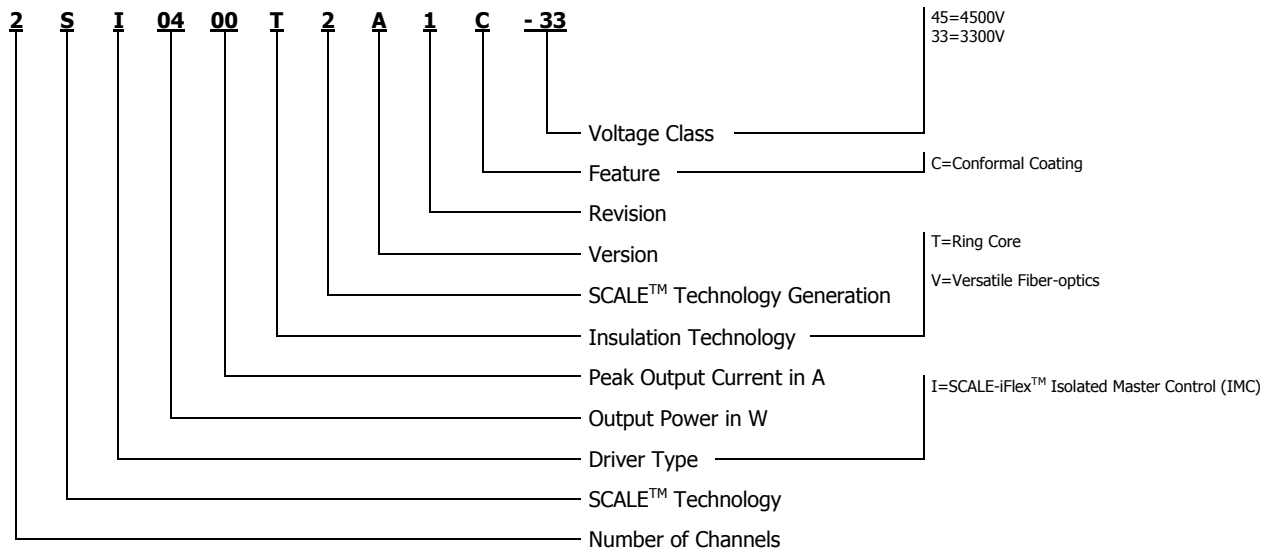 2 S I 04 00 T 2 A 1 C - 33
45=4500V
33=3300V
Voltage Class
Feature
C=Conformal Coating
Revision
Version
T=Ring Core
V=Versatile Fiber-optics
SCALE™ Technology Generation
Insulation Technology
Peak Output Current in A
I=SCALE-iFlex™ Isolated Master Control (IMC)
Output Power in W
Driver Type
SCALE™ Technology
Number of Channels